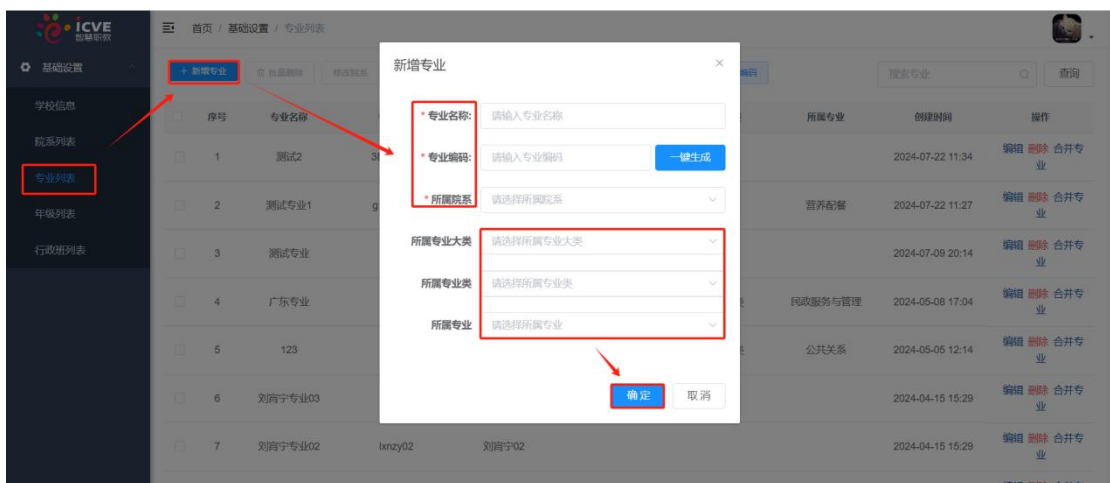 icve
智慧职教
首页 / 基础设置 / 专业列表
基础设置
学校信息
院系列表
专业列表
年级列表
行政班列表
+ 新增专业 批量删除 修改院系 编码 搜索专业 查询
序号 专业名称 所属专业 创建时间 操作
1 测试2 2024-07-22 11:34 编辑 删除 合并专业
2 测试专业1 营养配餐 2024-07-22 11:27 编辑 删除 合并专业
3 测试专业 2024-07-09 20:14 编辑 删除 合并专业
4 广东专业 民政服务与管理 2024-05-08 17:04 编辑 删除 合并专业
5 123 公共关系 2024-05-05 12:14 编辑 删除 合并专业
6 刘宵宁专业03 2024-04-15 15:29 编辑 删除 合并专业
7 刘宵宁专业02 lxnzy02 刘宵宁02 2024-04-15 15:29 编辑 删除 合并专业
新增专业 ×
* 专业名称: 请输入专业名称
* 专业编码: 请输入专业编码 一键生成
* 所属院系 请选择所属院系
所属专业大类 请选择所属专业大类
所属专业类 请选择所属专业类
所属专业 请选择所属专业
确定 取消